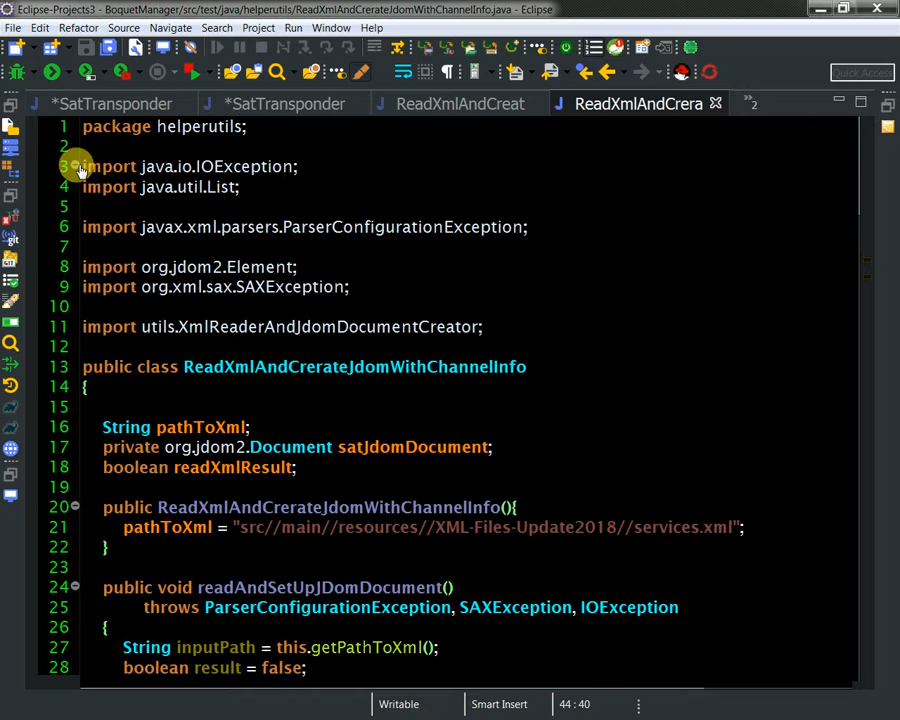 Eclipse-Projects3 - BoquetManager/src/test/java/helperutils/ReadXmlAndCrerateJdomWithChannelInfo.java - Eclipse
File Edit Refactor Source Navigate Search Project Run Window Help
Quick Access
*SatTransponder *SatTransponder ReadXmlAndCreat ReadXmlAndCrera »2
1 package helperutils;
2
3 import java.io.IOException;
4 import java.util.List;
5
6 import javax.xml.parsers.ParserConfigurationException;
7
8 import org.jdom2.Element;
9 import org.xml.sax.SAXException;
10
11 import utils.XmlReaderAndJdomDocumentCreator;
12
13 public class ReadXmlAndCrerateJdomWithChannelInfo
14 {
15
16 String pathToXml;
17 private org.jdom2.Document satJdomDocument;
18 boolean readXmlResult;
19
20 public ReadXmlAndCrerateJdomWithChannelInfo(){
21 pathToXml = "src//main//resources//XML-Files-Update2018//services.xml";
22 }
23
24 public void readAndSetUpJDomDocument()
25 throws ParserConfigurationException, SAXException, IOException
26 {
27 String inputPath = this.getPathToXml();
28 boolean result = false;
Writable Smart Insert 44 : 40